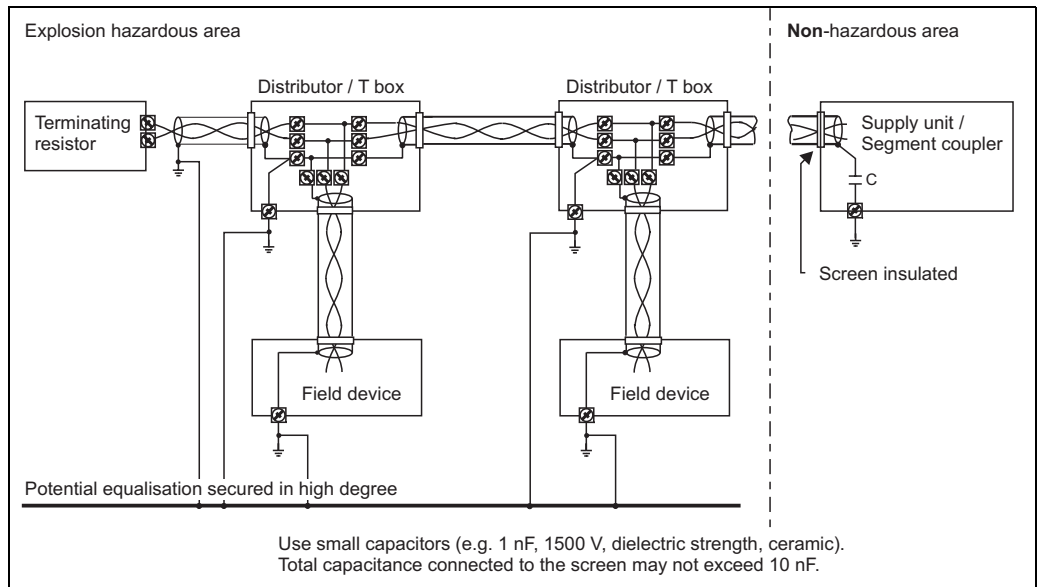 Explosion hazardous area
Non-hazardous area
Distributor / T box
Distributor / T box
Terminating
resistor
Supply unit /
Segment coupler
C
Screen insulated
Field device
Field device
Potential equalisation secured in high degree
Use small capacitors (e.g. 1 nF, 1500 V, dielectric strength, ceramic).
Total capacitance connected to the screen may not exceed 10 nF.